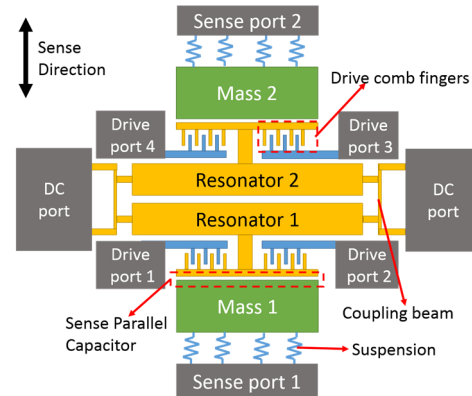 Sense port 2
Sense
Direction
Mass 2
Drive comb fingers
Drive
port 4
Drive
port 3
DC
port
Resonator 2
DC
port
Resonator 1
Drive
port 1
Drive
port 2
Mass 1
Sense Parallel
Capacitor
Coupling beam
Suspension
Sense port 1